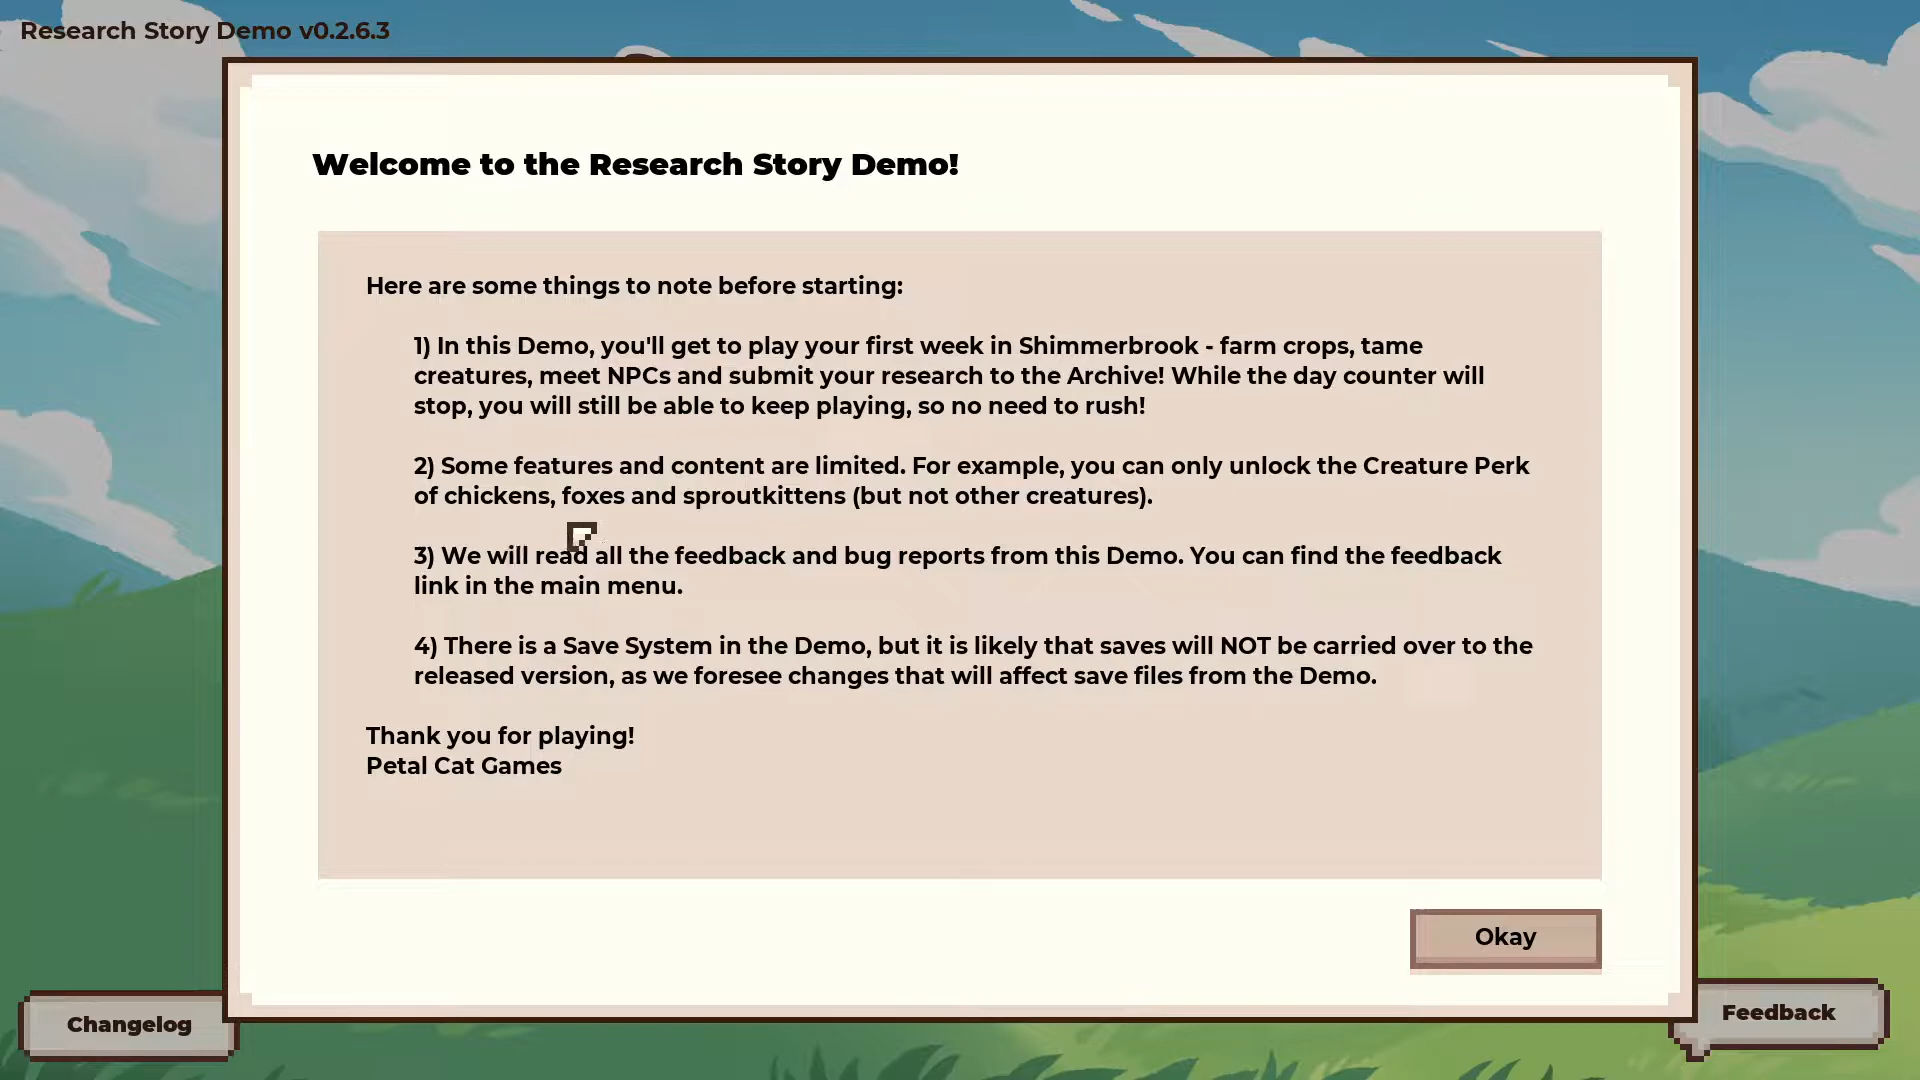 Research Story Demo v0.2.6.3
Welcome to the Research Story Demo!
Here are some things to note before starting:
1) In this Demo, you'll get to play your first week in Shimmerbrook - farm crops, tame
creatures, meet NPCs and submit your research to the Archive! While the day counter will
stop, you will still be able to keep playing, so no need to rush!
2) Some features and content are limited. For example, you can only unlock the Creature Perk
of chickens, foxes and sproutkittens (but not other creatures).
3) We will read all the feedback and bug reports from this Demo. You can find the feedback
link in the main menu.
4) There is a Save System in the Demo, but it is likely that saves will NOT be carried over to the
released version, as we foresee changes that will affect save files from the Demo.
Thank you for playing!
Petal Cat Games
Okay
Changelog
Feedback